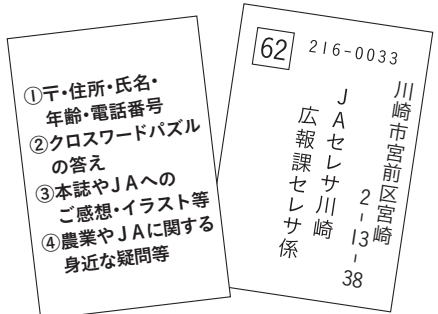 ①〒・住所・氏名・
年齢・電話番号
②クロスワードパズル
の答え
③本誌やJAへの
ご感想・イラスト等
④農業やJAに関する
身近な疑問等
62
216-0033
川崎市宮前区宮崎
2-13-38
JAセレサ川崎
広報課セレサ係